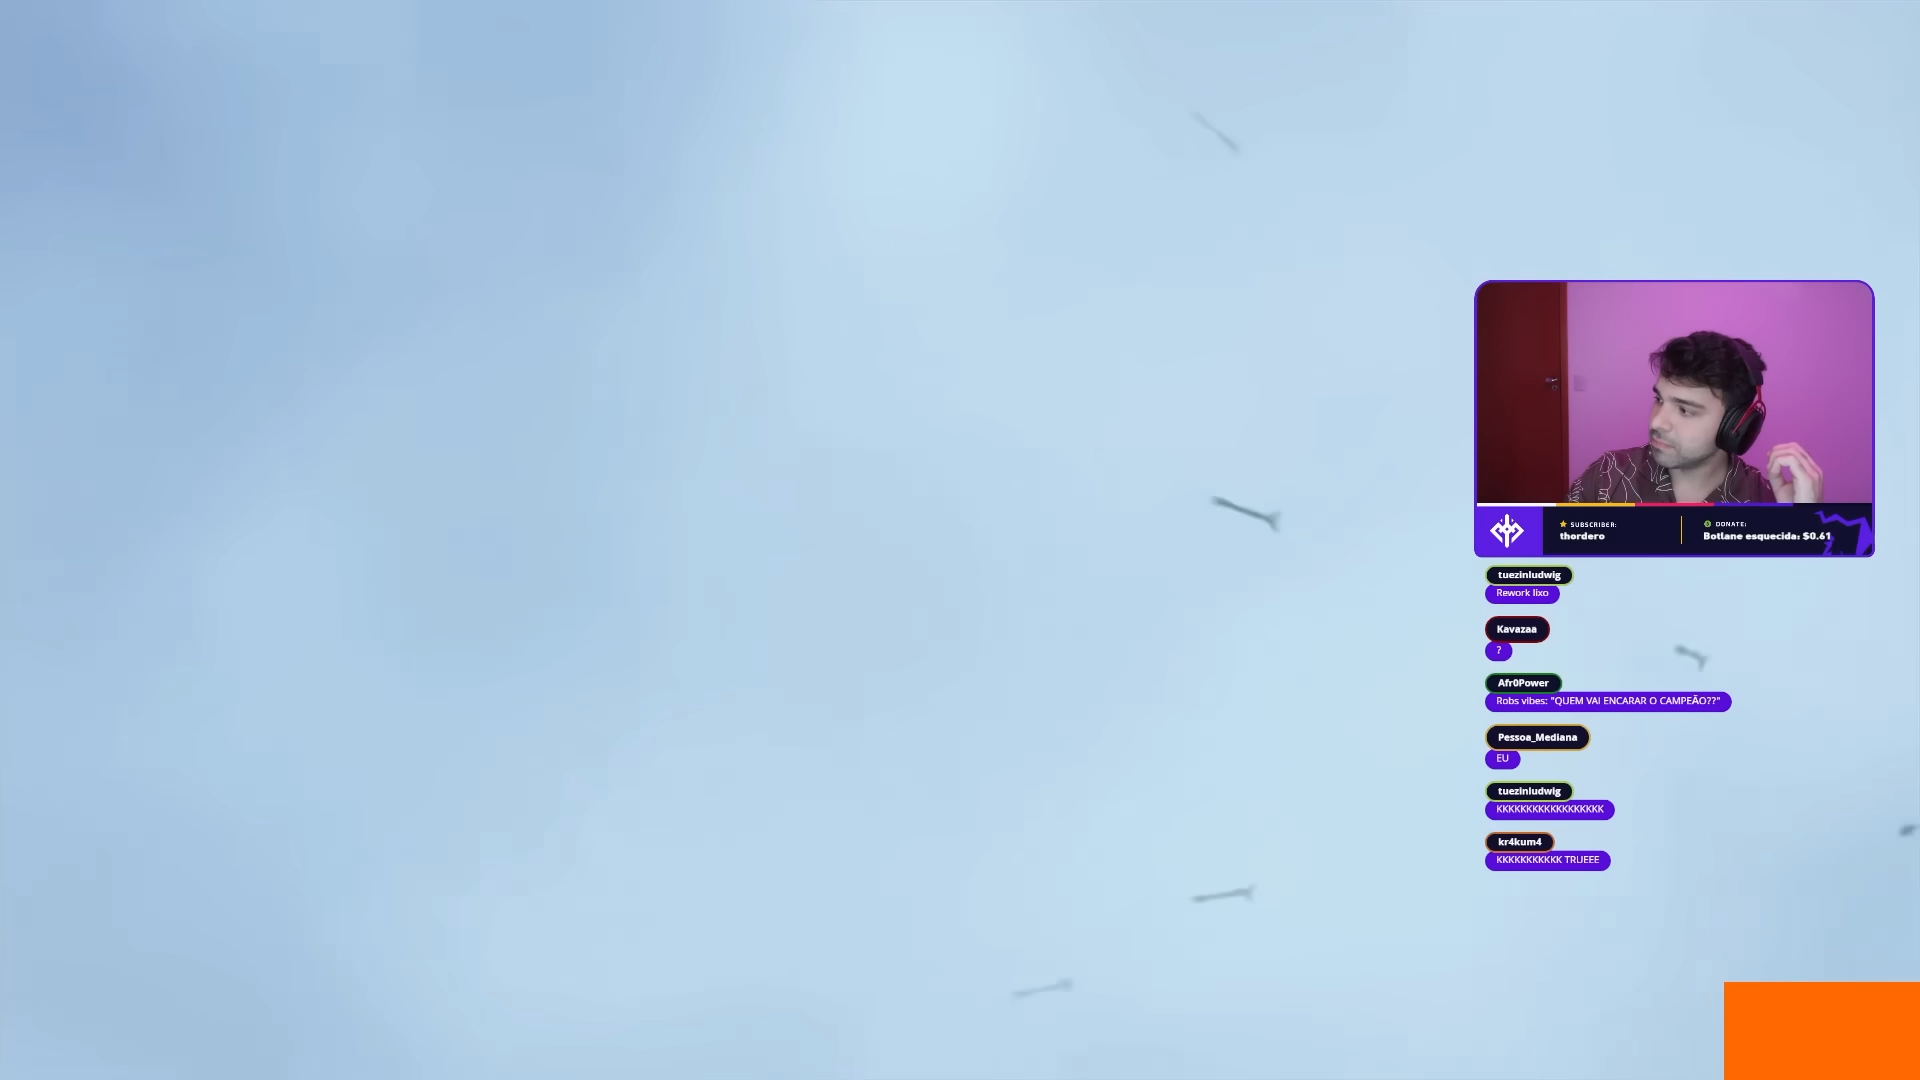 SUBSCRIBER:
thordero
DONATE:
Botlane esquecida: $0.61
tuezinludwig
Rework lixo
Kavazaa
?
Afr0Power
Robs vibes: "QUEM VAI ENCARAR O CAMPEÃO??"
Pessoa_Mediana
EU
tuezinludwig
KKKKKKKKKKKKKKKKKK
kr4kum4
KKKKKKKKKKK TRUEEE